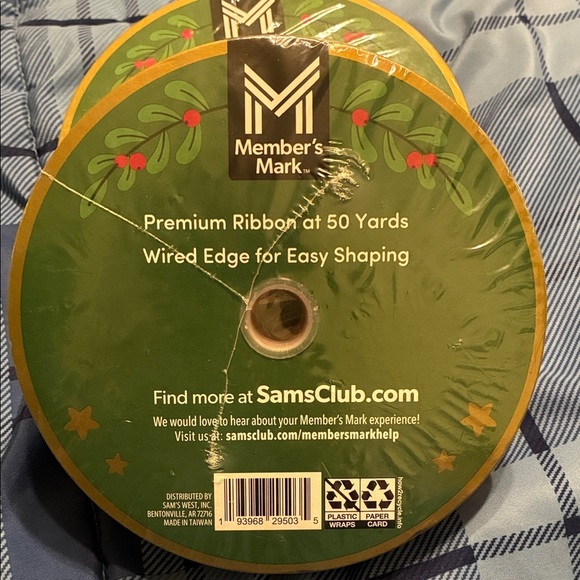 Member's
Mark™
Premium Ribbon at 50 Yards
Wired Edge for Easy Shaping
Find more at SamsClub.com
We would love to hear about your Member's Mark experience!
Visit us at: samsclub.com/membersmarkhelp
DISTRIBUTED BY
SAM'S WEST, INC.
BENTONVILLE, AR 72716
MADE IN TAIWAN
1 93968 29503 5
PLASTIC
WRAPS
PAPER
CARD
how2recycle.info